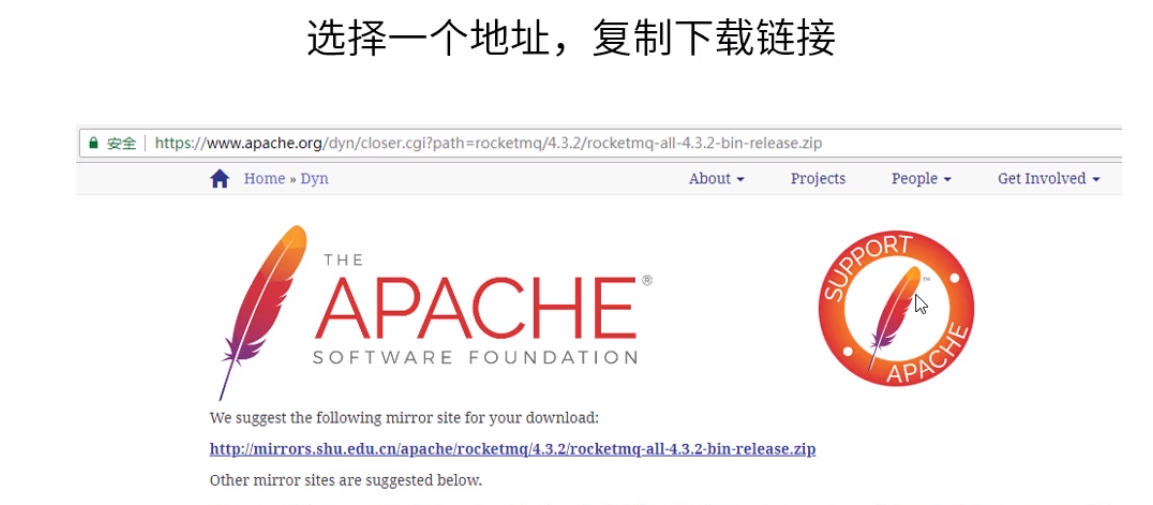 选择一个地址，复制下载链接
安全 https://www.apache.org/dyn/closer.cgi?path=rocketmq/4.3.2/rocketmq-all-4.3.2-bin-release.zip
Home » Dyn About Projects People Get Involved
THE
APACHE®
SOFTWARE FOUNDATION
SUPPORT
APACHE
TM
We suggest the following mirror site for your download:
http://mirrors.shu.edu.cn/apache/rocketmq/4.3.2/rocketmq-all-4.3.2-bin-release.zip
Other mirror sites are suggested below.